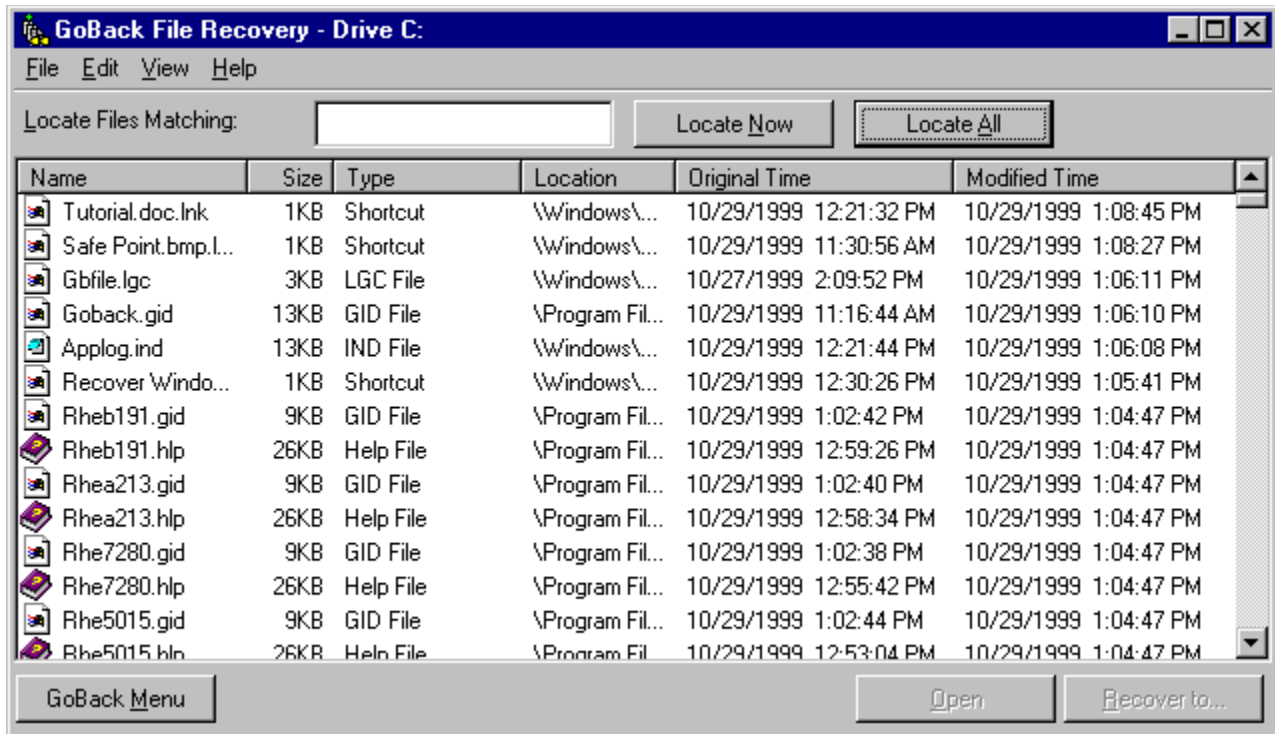 GoBack File Recovery - Drive C:
File Edit View Help
Locate Files Matching: Locate Now Locate All
Name Size Type Location Original Time Modified Time
Tutorial.doc.lnk 1KB Shortcut \Windows\... 10/29/1999 12:21:32 PM 10/29/1999 1:08:45 PM
Safe Point.bmp.l... 1KB Shortcut \Windows\... 10/29/1999 11:30:56 AM 10/29/1999 1:08:27 PM
Gbfile.lgc 3KB LGC File \Windows\... 10/27/1999 2:09:52 PM 10/29/1999 1:06:11 PM
Goback.gid 13KB GID File \Program Fil... 10/29/1999 11:16:44 AM 10/29/1999 1:06:10 PM
Applog.ind 13KB IND File \Windows\... 10/29/1999 12:21:44 PM 10/29/1999 1:06:08 PM
Recover Windo... 1KB Shortcut \Windows\... 10/29/1999 12:30:26 PM 10/29/1999 1:05:41 PM
Rheb191.gid 9KB GID File \Program Fil... 10/29/1999 1:02:42 PM 10/29/1999 1:04:47 PM
Rheb191.hlp 26KB Help File \Program Fil... 10/29/1999 12:59:26 PM 10/29/1999 1:04:47 PM
Rhea213.gid 9KB GID File \Program Fil... 10/29/1999 1:02:40 PM 10/29/1999 1:04:47 PM
Rhea213.hlp 26KB Help File \Program Fil... 10/29/1999 12:58:34 PM 10/29/1999 1:04:47 PM
Rhe7280.gid 9KB GID File \Program Fil... 10/29/1999 1:02:38 PM 10/29/1999 1:04:47 PM
Rhe7280.hlp 26KB Help File \Program Fil... 10/29/1999 12:55:42 PM 10/29/1999 1:04:47 PM
Rhe5015.gid 9KB GID File \Program Fil... 10/29/1999 1:02:44 PM 10/29/1999 1:04:47 PM
Rhe5015.hlp 26KB Help File \Program Fil... 10/29/1999 12:53:04 PM 10/29/1999 1:04:47 PM
GoBack Menu Open Recover to...